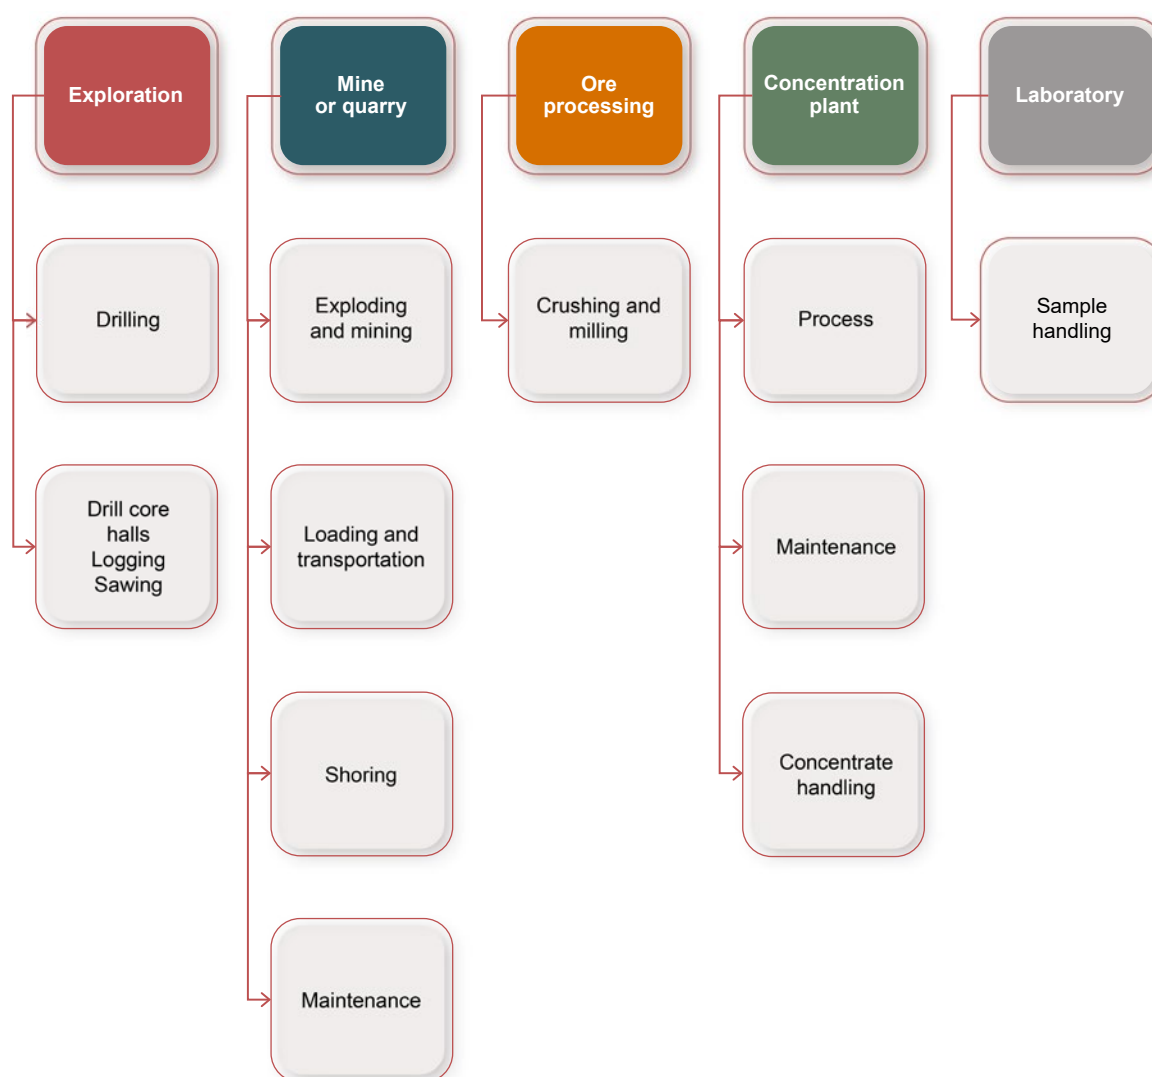 Exploration
Mine
or quarry
Ore
processing
Concentration
plant
Laboratory
Drilling
Exploding
and mining
Crushing and
milling
Process
Sample
handling
Drill core
halls
Logging
Sawing
Loading and
transportation
Maintenance
Shoring
Concentrate
handling
Maintenance